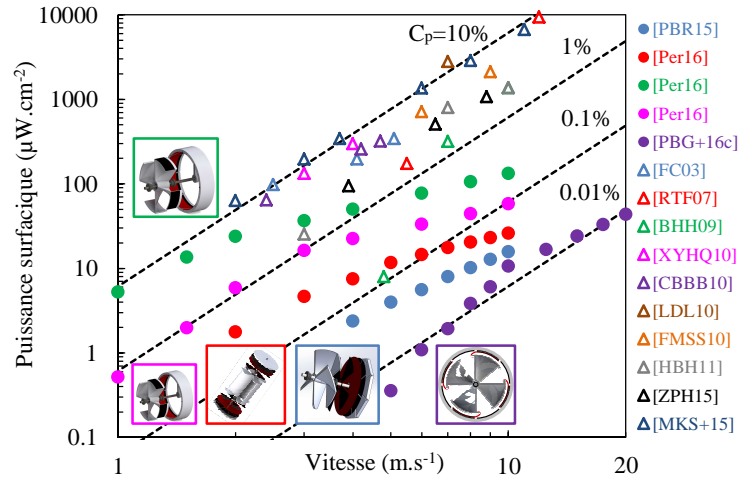 10000
1000
100
10
1
0.1
Puissance surfacique (µW.cm⁻²)
Cₚ=10%
1%
0.1%
0.01%
1
10
20
Vitesse (m.s⁻¹)
[PBR15]
[Per16]
[Per16]
[Per16]
[PBG+16c]
[FC03]
[RTF07]
[BHH09]
[XYHQ10]
[CBBB10]
[LDL10]
[FMSS10]
[HBH11]
[ZPH15]
[MKS+15]